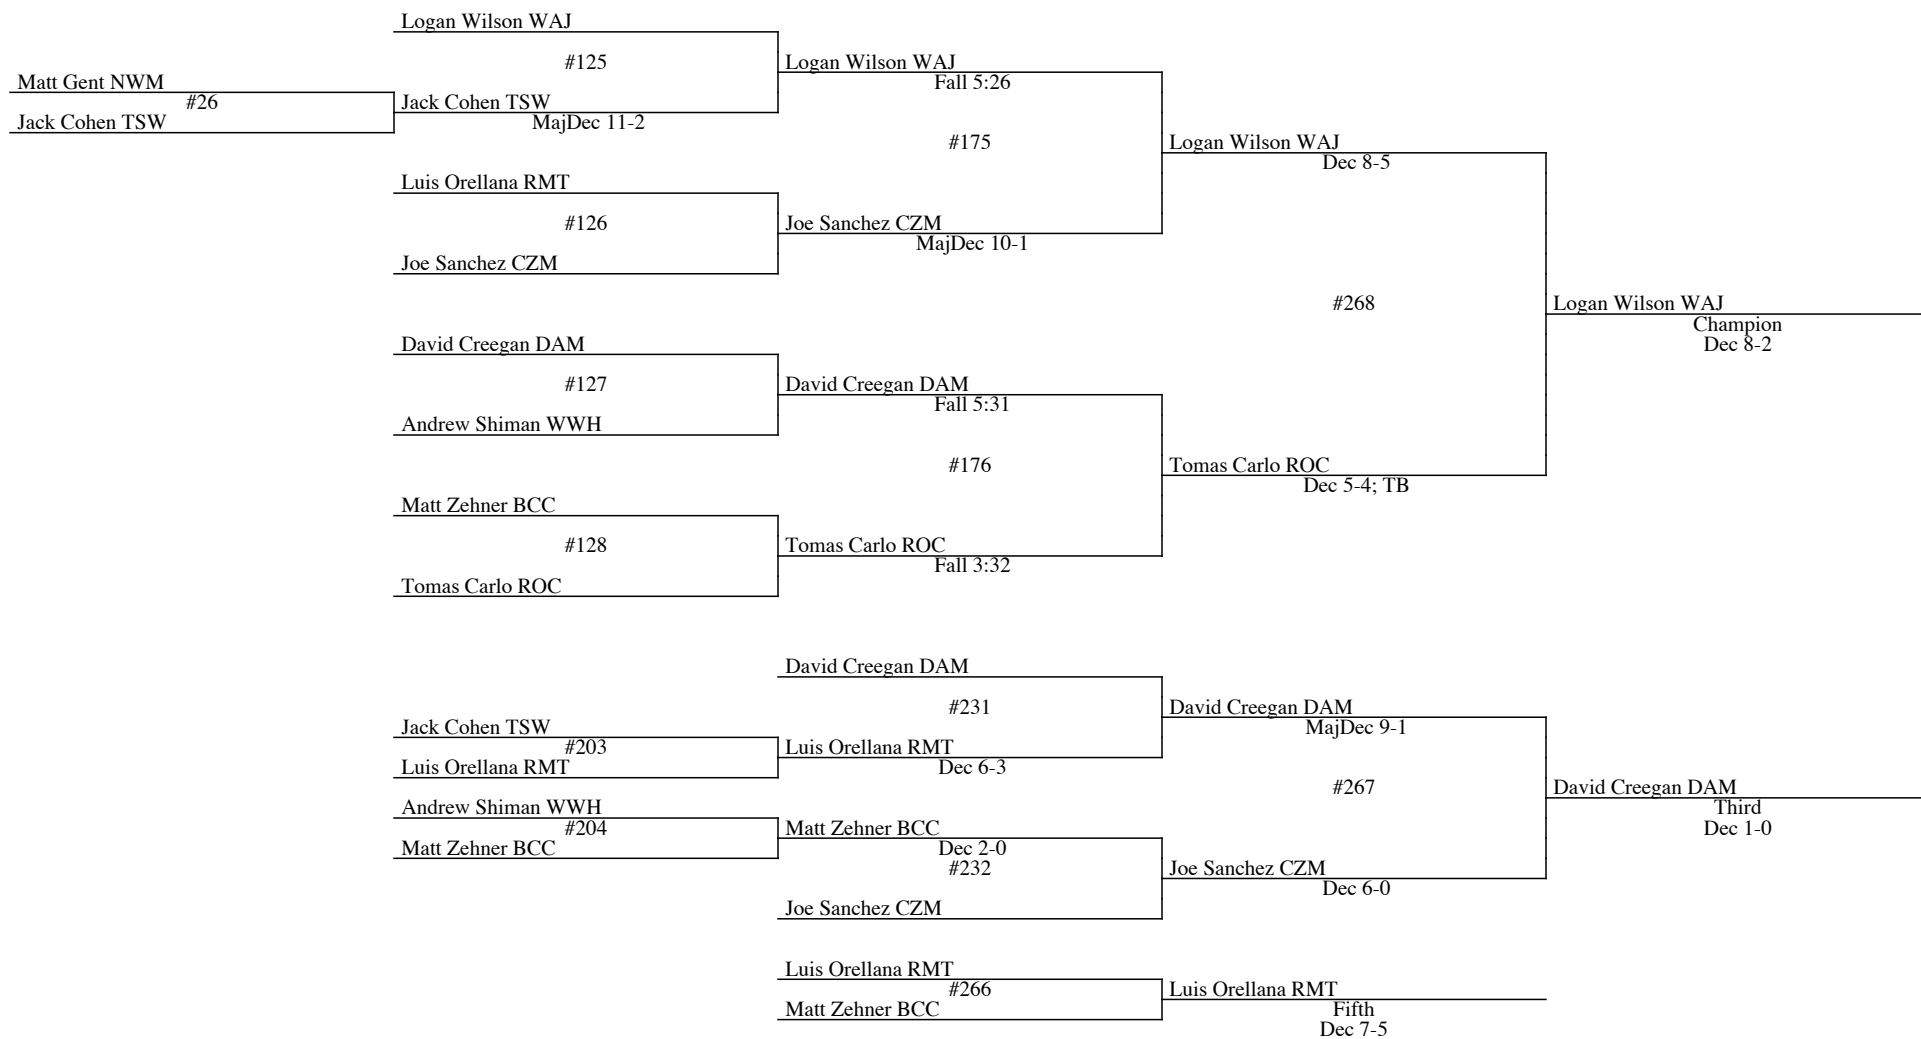 Logan Wilson WAJ
#125
Logan Wilson WAJ
Fall 5:26
Matt Gent NWM
#26
Jack Cohen TSW
Jack Cohen TSW
MajDec 11-2
#175
Logan Wilson WAJ
Dec 8-5
Luis Orellana RMT
#126
Joe Sanchez CZM
Joe Sanchez CZM
MajDec 10-1
#268
Logan Wilson WAJ
Champion
Dec 8-2
David Creegan DAM
#127
David Creegan DAM
Fall 5:31
Andrew Shiman WWH
#176
Tomas Carlo ROC
Dec 5-4; TB
Matt Zehner BCC
#128
Tomas Carlo ROC
Fall 3:32
Tomas Carlo ROC
David Creegan DAM
#231
David Creegan DAM
MajDec 9-1
Jack Cohen TSW
#203
Luis Orellana RMT
Luis Orellana RMT
Dec 6-3
#267
David Creegan DAM
Third
Dec 1-0
Andrew Shiman WWH
#204
Matt Zehner BCC
Matt Zehner BCC
Dec 2-0
#232
Joe Sanchez CZM
Dec 6-0
Joe Sanchez CZM
Luis Orellana RMT
#266
Matt Zehner BCC
Luis Orellana RMT
Fifth
Dec 7-5